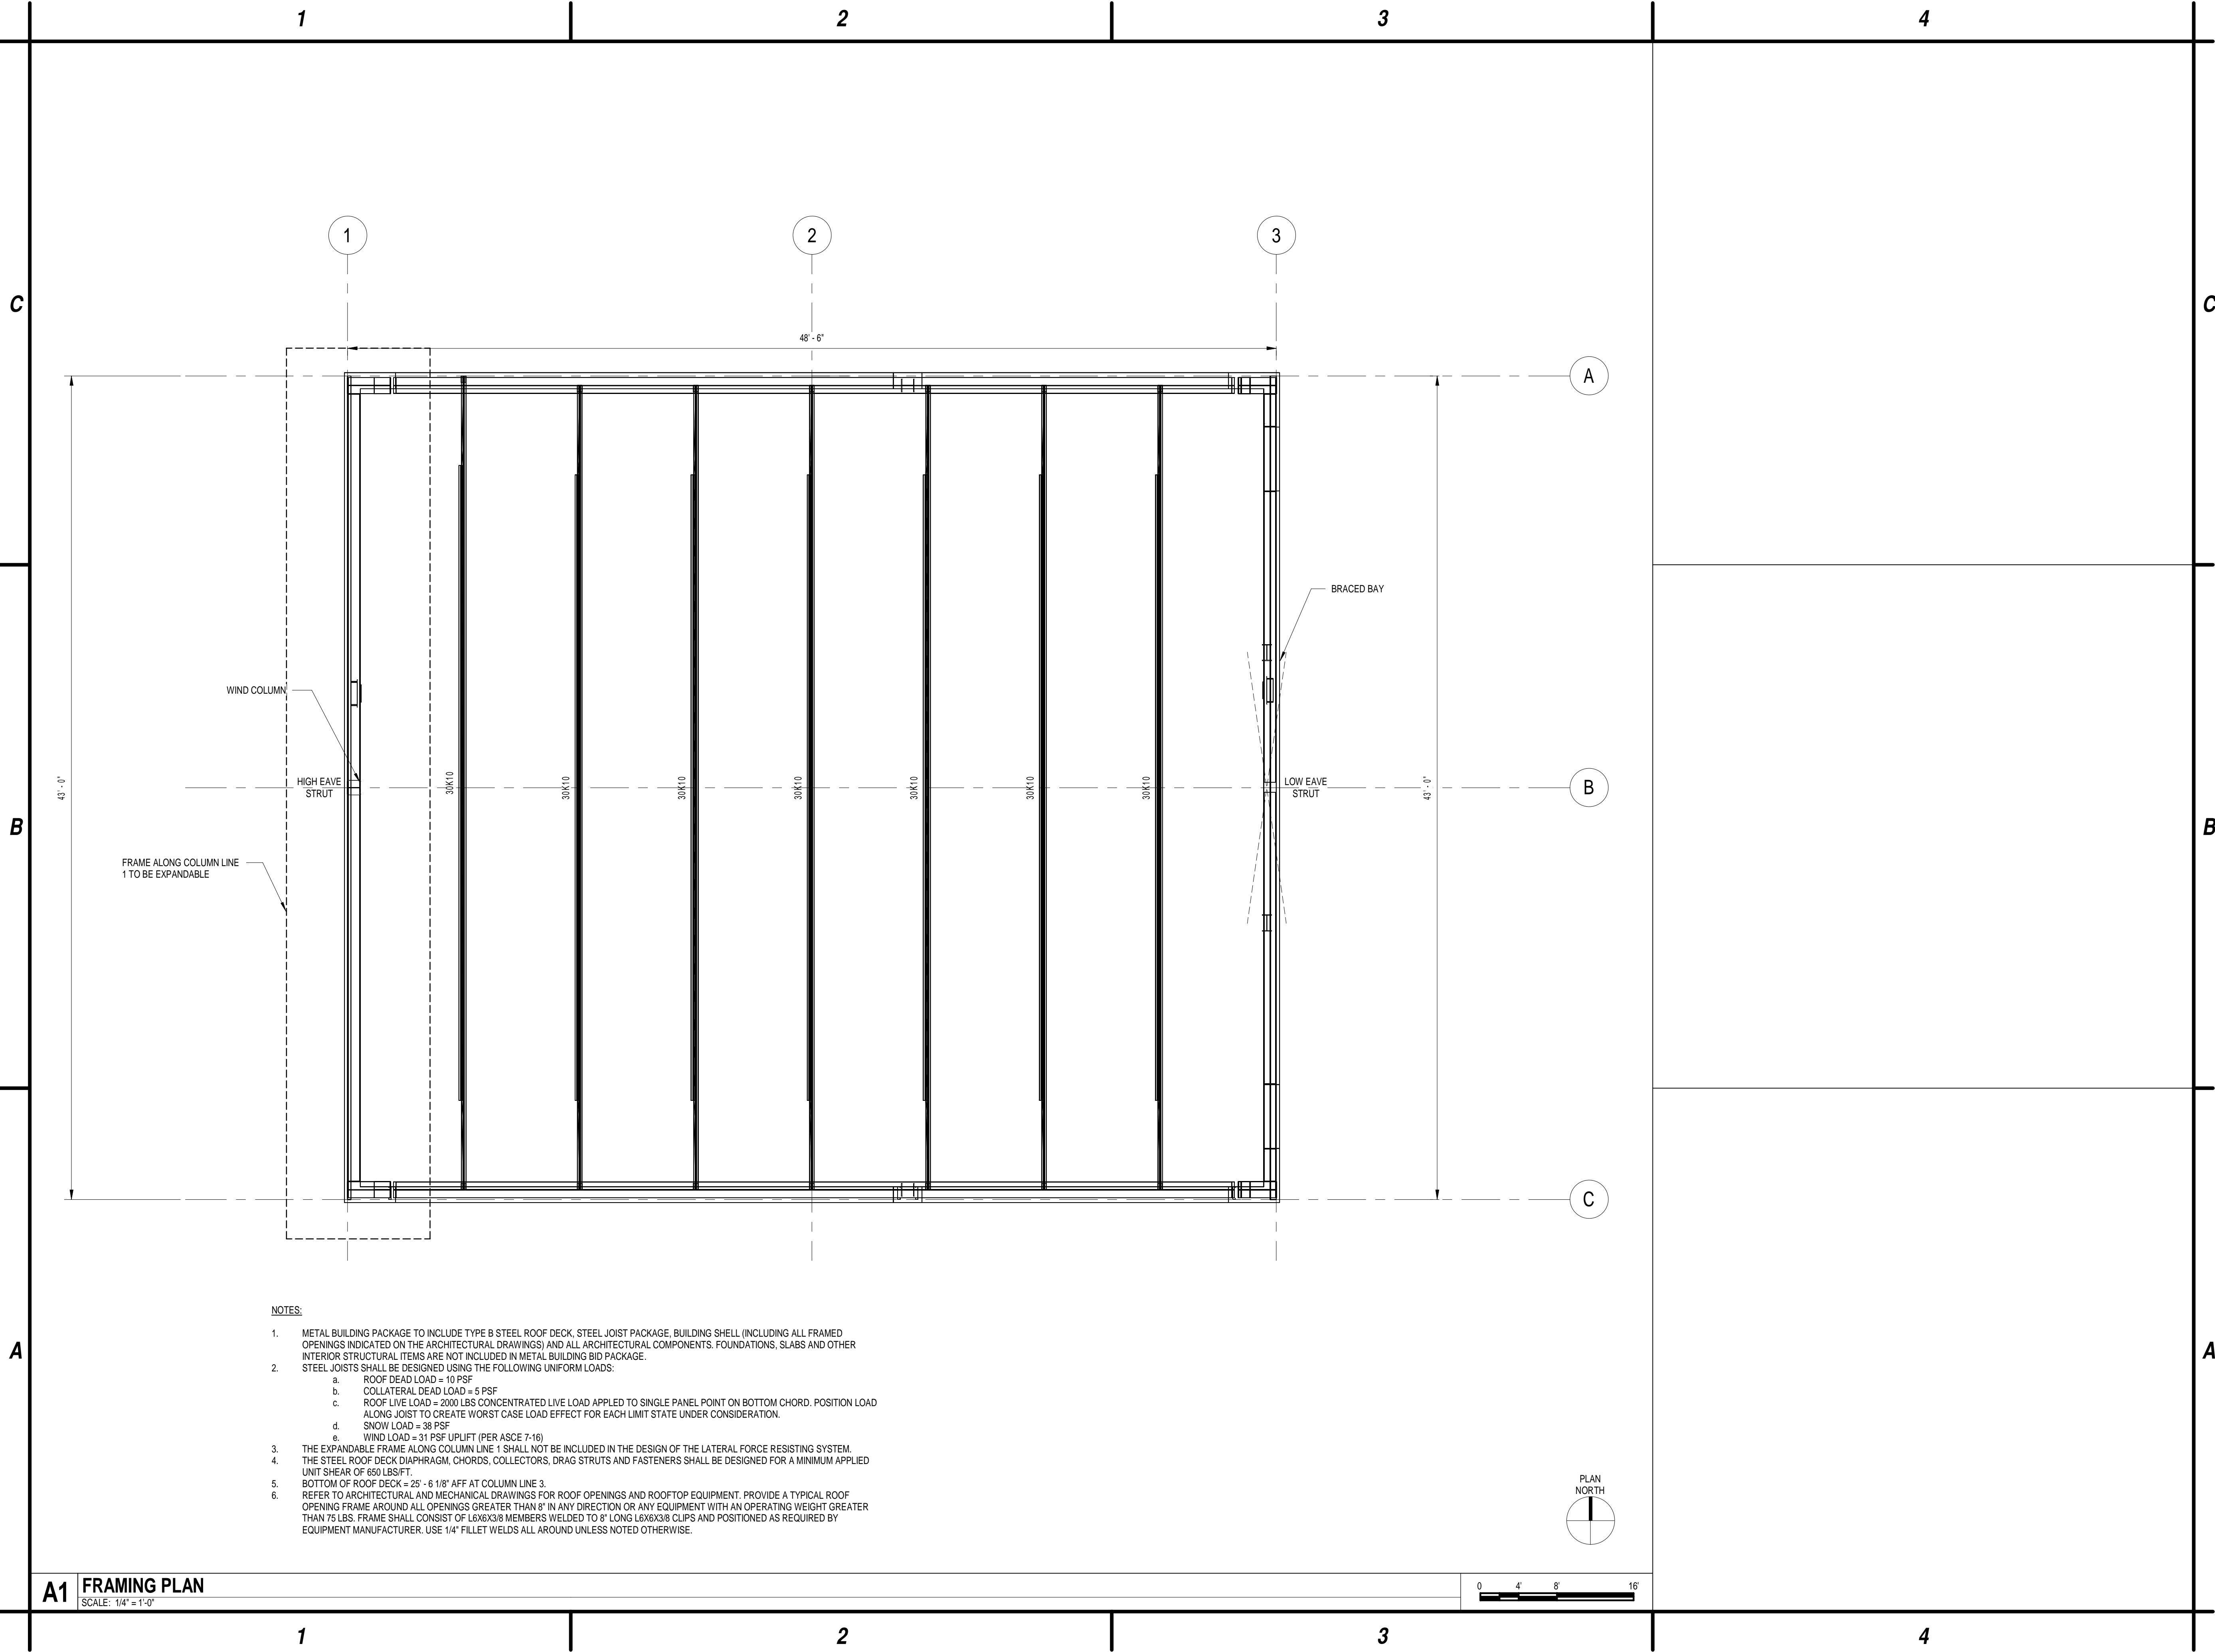 1 2 3 4
C C
1 2 3
48' - 6"
A
BRACED BAY
WIND COLUMN
HIGH EAVE
STRUT
30K10 30K10 30K10 30K10 30K10 30K10 30K10
LOW EAVE
STRUT
43' - 0" 43' - 0"
B
B B
FRAME ALONG COLUMN LINE
1 TO BE EXPANDABLE
C
NOTES:
1. METAL BUILDING PACKAGE TO INCLUDE TYPE B STEEL ROOF DECK, STEEL JOIST PACKAGE, BUILDING SHELL (INCLUDING ALL FRAMED
OPENINGS INDICATED ON THE ARCHITECTURAL DRAWINGS) AND ALL ARCHITECTURAL COMPONENTS. FOUNDATIONS, SLABS AND OTHER
INTERIOR STRUCTURAL ITEMS ARE NOT INCLUDED IN METAL BUILDING BID PACKAGE.
2. STEEL JOISTS SHALL BE DESIGNED USING THE FOLLOWING UNIFORM LOADS:
a. ROOF DEAD LOAD = 10 PSF
b. COLLATERAL DEAD LOAD = 5 PSF
c. ROOF LIVE LOAD = 2000 LBS CONCENTRATED LIVE LOAD APPLED TO SINGLE PANEL POINT ON BOTTOM CHORD. POSITION LOAD
ALONG JOIST TO CREATE WORST CASE LOAD EFFECT FOR EACH LIMIT STATE UNDER CONSIDERATION.
d. SNOW LOAD = 38 PSF
e. WIND LOAD = 31 PSF UPLIFT (PER ASCE 7-16)
3. THE EXPANDABLE FRAME ALONG COLUMN LINE 1 SHALL NOT BE INCLUDED IN THE DESIGN OF THE LATERAL FORCE RESISTING SYSTEM.
4. THE STEEL ROOF DECK DIAPHRAGM, CHORDS, COLLECTORS, DRAG STRUTS AND FASTENERS SHALL BE DESIGNED FOR A MINIMUM APPLIED
UNIT SHEAR OF 650 LBS/FT.
5. BOTTOM OF ROOF DECK = 25' - 6 1/8" AFF AT COLUMN LINE 3.
6. REFER TO ARCHITECTURAL AND MECHANICAL DRAWINGS FOR ROOF OPENINGS AND ROOFTOP EQUIPMENT. PROVIDE A TYPICAL ROOF
OPENING FRAME AROUND ALL OPENINGS GREATER THAN 8" IN ANY DIRECTION OR ANY EQUIPMENT WITH AN OPERATING WEIGHT GREATER
THAN 75 LBS. FRAME SHALL CONSIST OF L6X6X3/8 MEMBERS WELDED TO 8" LONG L6X6X3/8 CLIPS AND POSITIONED AS REQUIRED BY
EQUIPMENT MANUFACTURER. USE 1/4" FILLET WELDS ALL AROUND UNLESS NOTED OTHERWISE.
A A
PLAN
NORTH
A1 FRAMING PLAN
SCALE: 1/4" = 1'-0"
0 4' 8' 16'
1 2 3 4